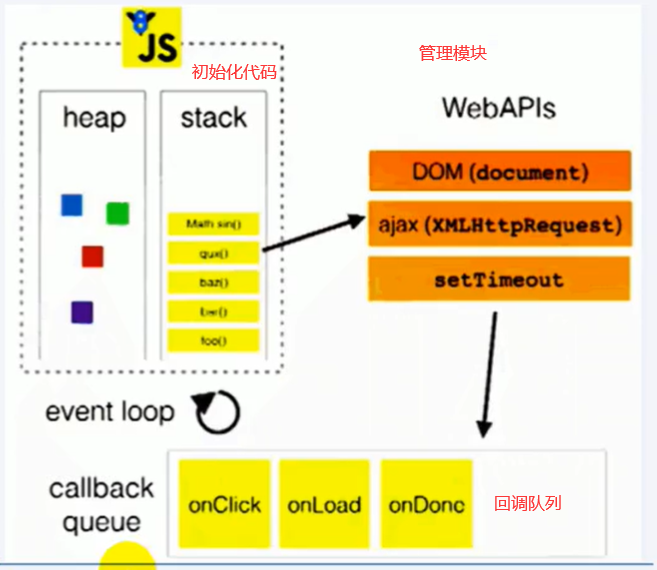 JS
初始化代码
管理模块
heap
stack
WebAPIs
Math sin()
qux()
baz()
bar()
foo()
DOM (document)
ajax (XMLHttpRequest)
setTimeout
event loop
callback
queue
onClick
onLoad
onDone
回调队列